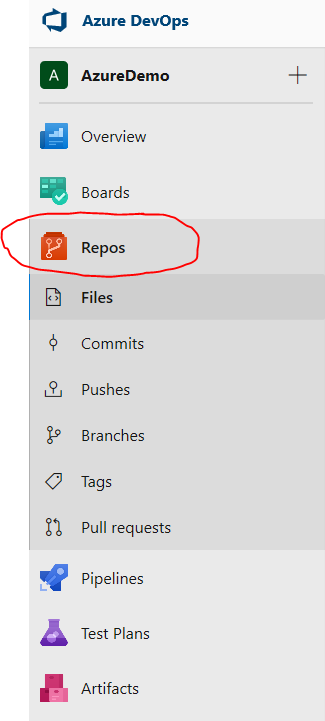 Azure DevOps
A AzureDemo
Overview
Boards
Repos
Files
Commits
Pushes
Branches
Tags
Pull requests
Pipelines
Test Plans
Artifacts